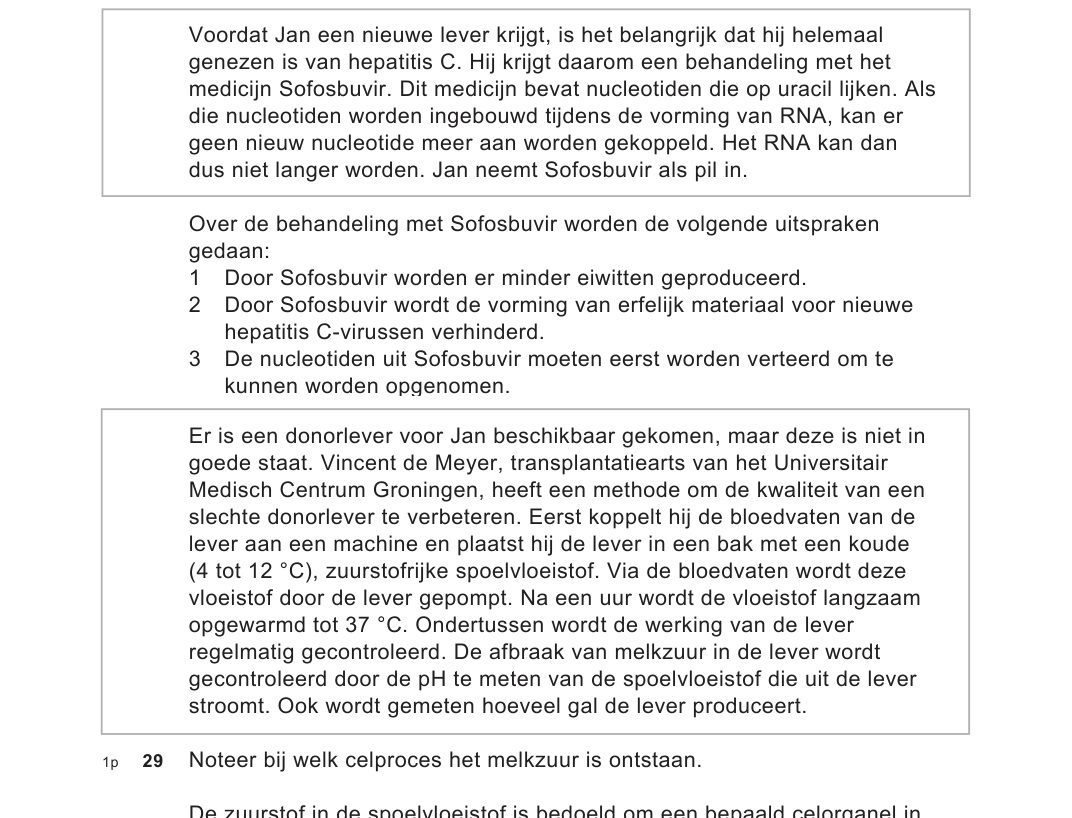 Voordat Jan een nieuwe lever krijgt, is het belangrijk dat hij helemaal
genezen is van hepatitis C. Hij krijgt daarom een behandeling met het
medicijn Sofosbuvir. Dit medicijn bevat nucleotiden die op uracil lijken. Als
die nucleotiden worden ingebouwd tijdens de vorming van RNA, kan er
geen nieuw nucleotide meer aan worden gekoppeld. Het RNA kan dan
dus niet langer worden. Jan neemt Sofosbuvir als pil in.
Over de behandeling met Sofosbuvir worden de volgende uitspraken
gedaan:
1 Door Sofosbuvir worden er minder eiwitten geproduceerd.
2 Door Sofosbuvir wordt de vorming van erfelijk materiaal voor nieuwe
hepatitis C-virussen verhinderd.
3 De nucleotiden uit Sofosbuvir moeten eerst worden verteerd om te
kunnen worden opgenomen.
Er is een donorlever voor Jan beschikbaar gekomen, maar deze is niet in
goede staat. Vincent de Meyer, transplantatiearts van het Universitair
Medisch Centrum Groningen, heeft een methode om de kwaliteit van een
slechte donorlever te verbeteren. Eerst koppelt hij de bloedvaten van de
lever aan een machine en plaatst hij de lever in een bak met een koude
(4 tot 12 °C), zuurstofrijke spoelvloeistof. Via de bloedvaten wordt deze
vloeistof door de lever gepompt. Na een uur wordt de vloeistof langzaam
opgewarmd tot 37 °C. Ondertussen wordt de werking van de lever
regelmatig gecontroleerd. De afbraak van melkzuur in de lever wordt
gecontroleerd door de pH te meten van de spoelvloeistof die uit de lever
stroomt. Ook wordt gemeten hoeveel gal de lever produceert.
1p 29 Noteer bij welk celproces het melkzuur is ontstaan.
De zuurstof in de spoelvloeistof is bedoeld om een bepaald celorganel in